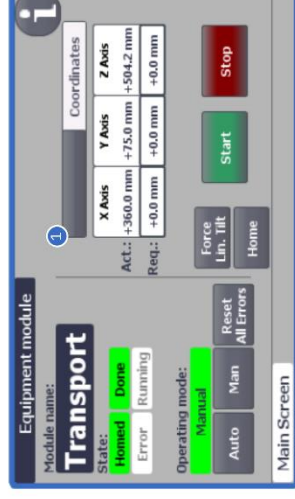 Equipment module
i
Module name:
Transport
State:
Homed Done
Error Running
Operating mode:
Manual
Auto Man Reset All Errors
1
Coordinates
X Axis Y Axis Z Axis
Act.: +360.0 mm +75.0 mm +504.2 mm
Req.: +0.0 mm +0.0 mm +0.0 mm
Force
Lin. Tilt
Home
Start
Stop
Main Screen